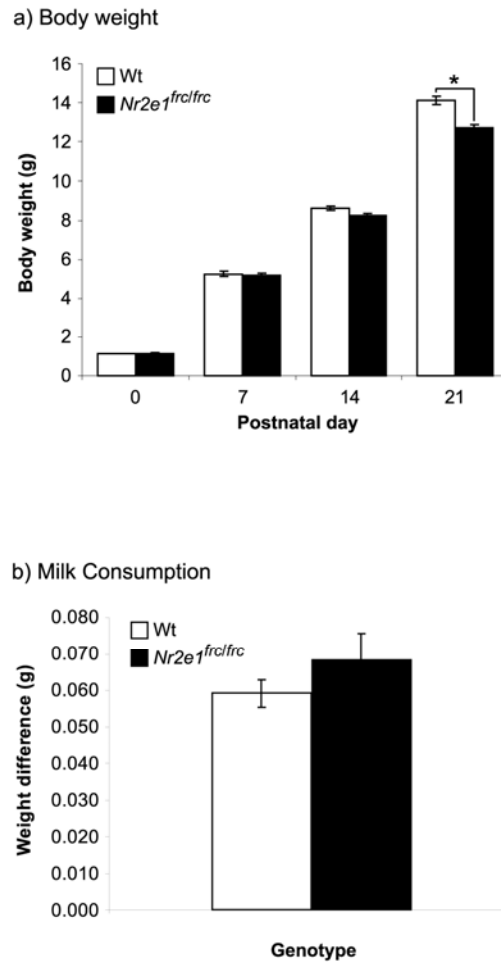 a) Body weight
16
14
12
10
8
6
4
2
0
Body weight (g)
Wt
Nr2e1frc/frc
*
0 7 14 21
Postnatal day
b) Milk Consumption
0.080
0.070
0.060
0.050
0.040
0.030
0.020
0.010
0.000
Weight difference (g)
Wt
Nr2e1frc/frc
Genotype